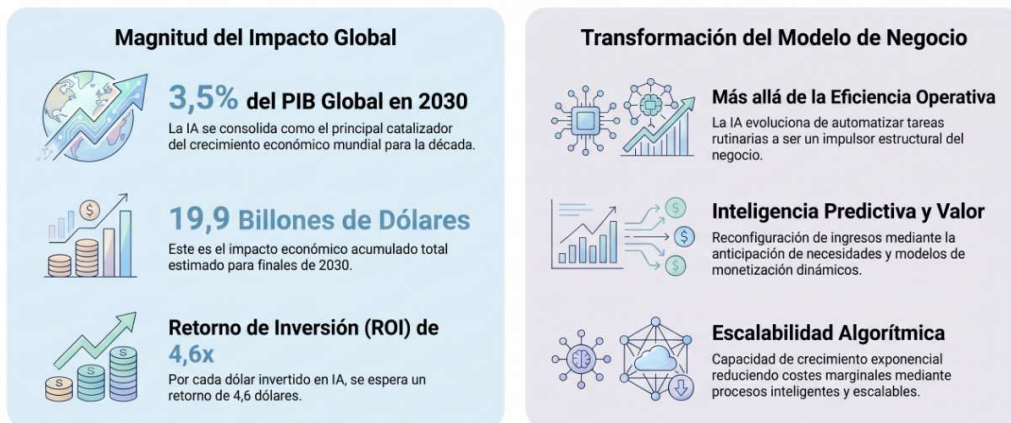 Magnitud del Impacto Global
3,5% del PIB Global en 2030
La IA se consolida como el principal catalizador
del crecimiento económico mundial para la década.
$
19,9 Billones de Dólares
Este es el impacto económico acumulado total
estimado para finales de 2030.
Retorno de Inversión (ROI) de
4,6x
Por cada dólar invertido en IA, se espera un
retorno de 4,6 dólares.
$
$
$
Transformación del Modelo de Negocio
Más allá de la Eficiencia Operativa
La IA evoluciona de automatizar tareas
rutinarias a ser un impulsor estructural del
negocio.
$
$
$
Inteligencia Predictiva y Valor
Reconfiguración de ingresos mediante la
anticipación de necesidades y modelos de
monetización dinámicos.
Escalabilidad Algorítmica
Capacidad de crecimiento exponencial
reduciendo costes marginales mediante
procesos inteligentes y escalables.